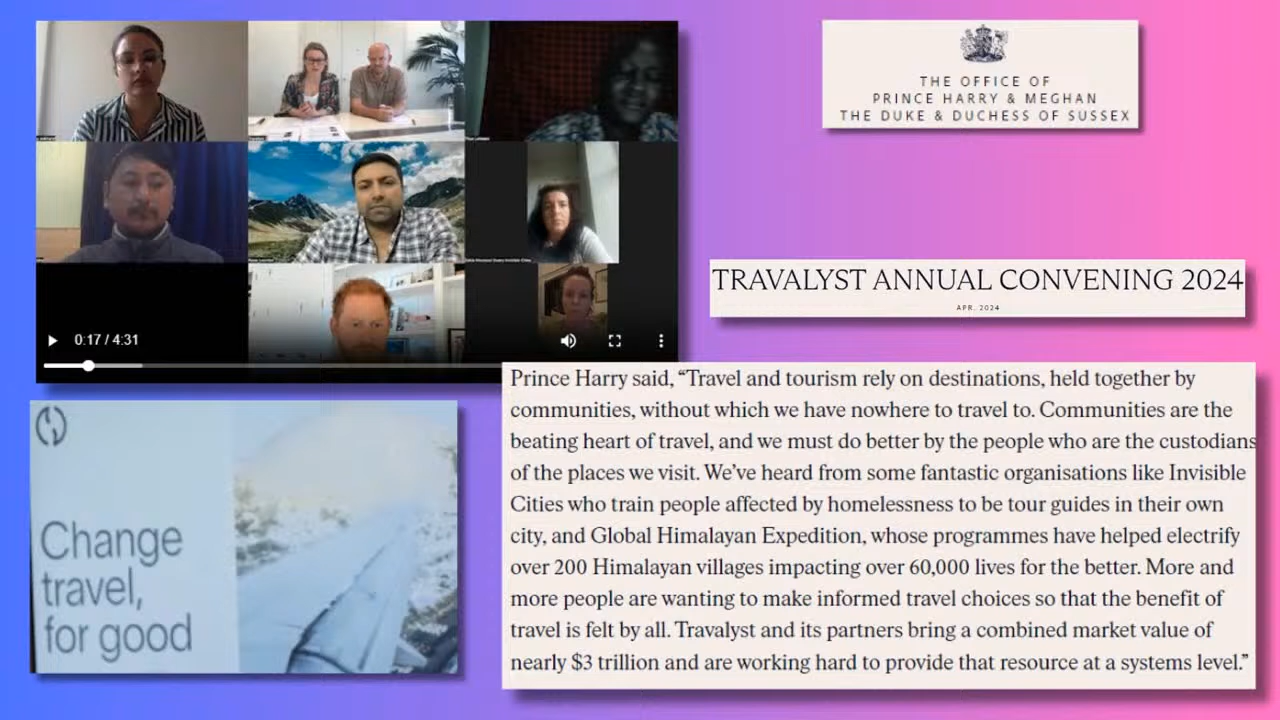 THE OFFICE OF
PRINCE HARRY & MEGHAN
THE DUKE & DUCHESS OF SUSSEX
TRAVALYST ANNUAL CONVENING 2024
APR. 2024
0:17 / 4:31
Prince Harry said, “Travel and tourism rely on destinations, held together by
communities, without which we have nowhere to travel to. Communities are the
beating heart of travel, and we must do better by the people who are the custodians
of the places we visit. We’ve heard from some fantastic organisations like Invisible
Cities who train people affected by homelessness to be tour guides in their own
city, and Global Himalayan Expedition, whose programmes have helped electrify
over 200 Himalayan villages impacting over 60,000 lives for the better. More and
more people are wanting to make informed travel choices so that the benefit of
travel is felt by all. Travalyst and its partners bring a combined market value of
nearly $3 trillion and are working hard to provide that resource at a systems level.”
Change
travel,
for good